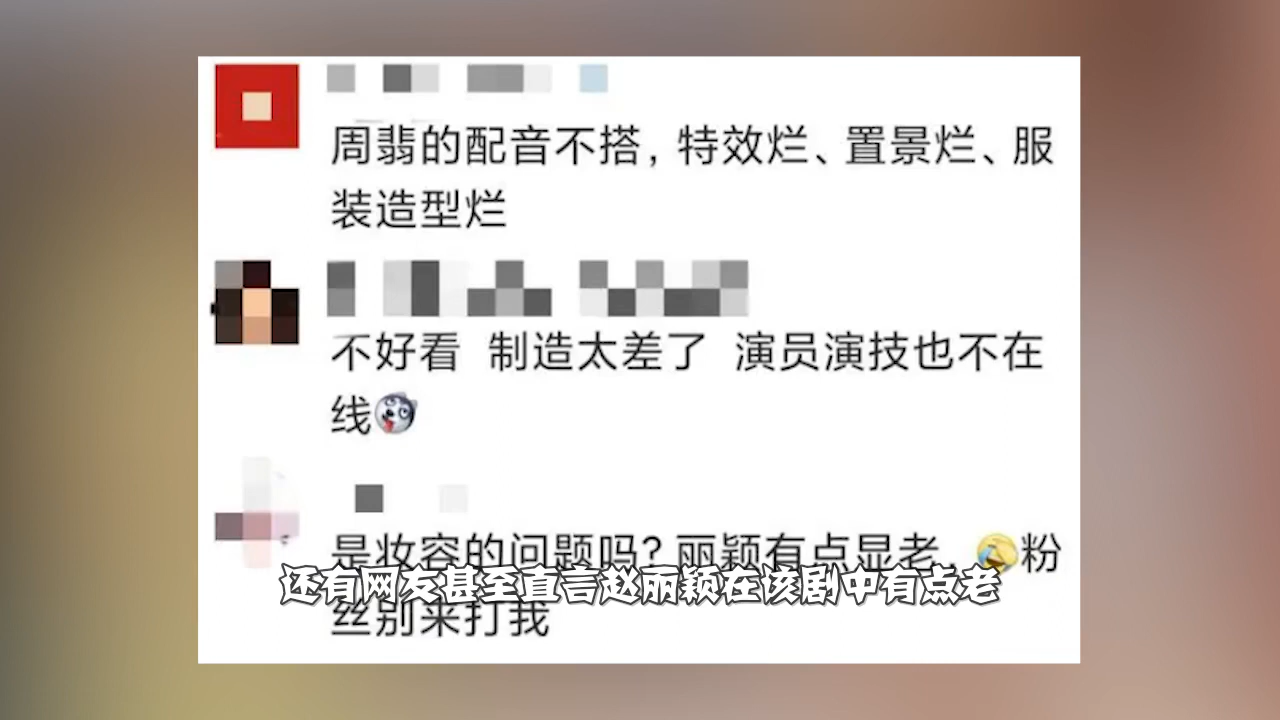 周翡的配音不搭，特效烂、置景烂、服
装造型烂
不好看 制造太差了 演员演技也不在
线
是妆容的问题吗？丽颖有点显老 粉
还有网友甚至直言赵丽颖在该剧中有点老
丝别来打我